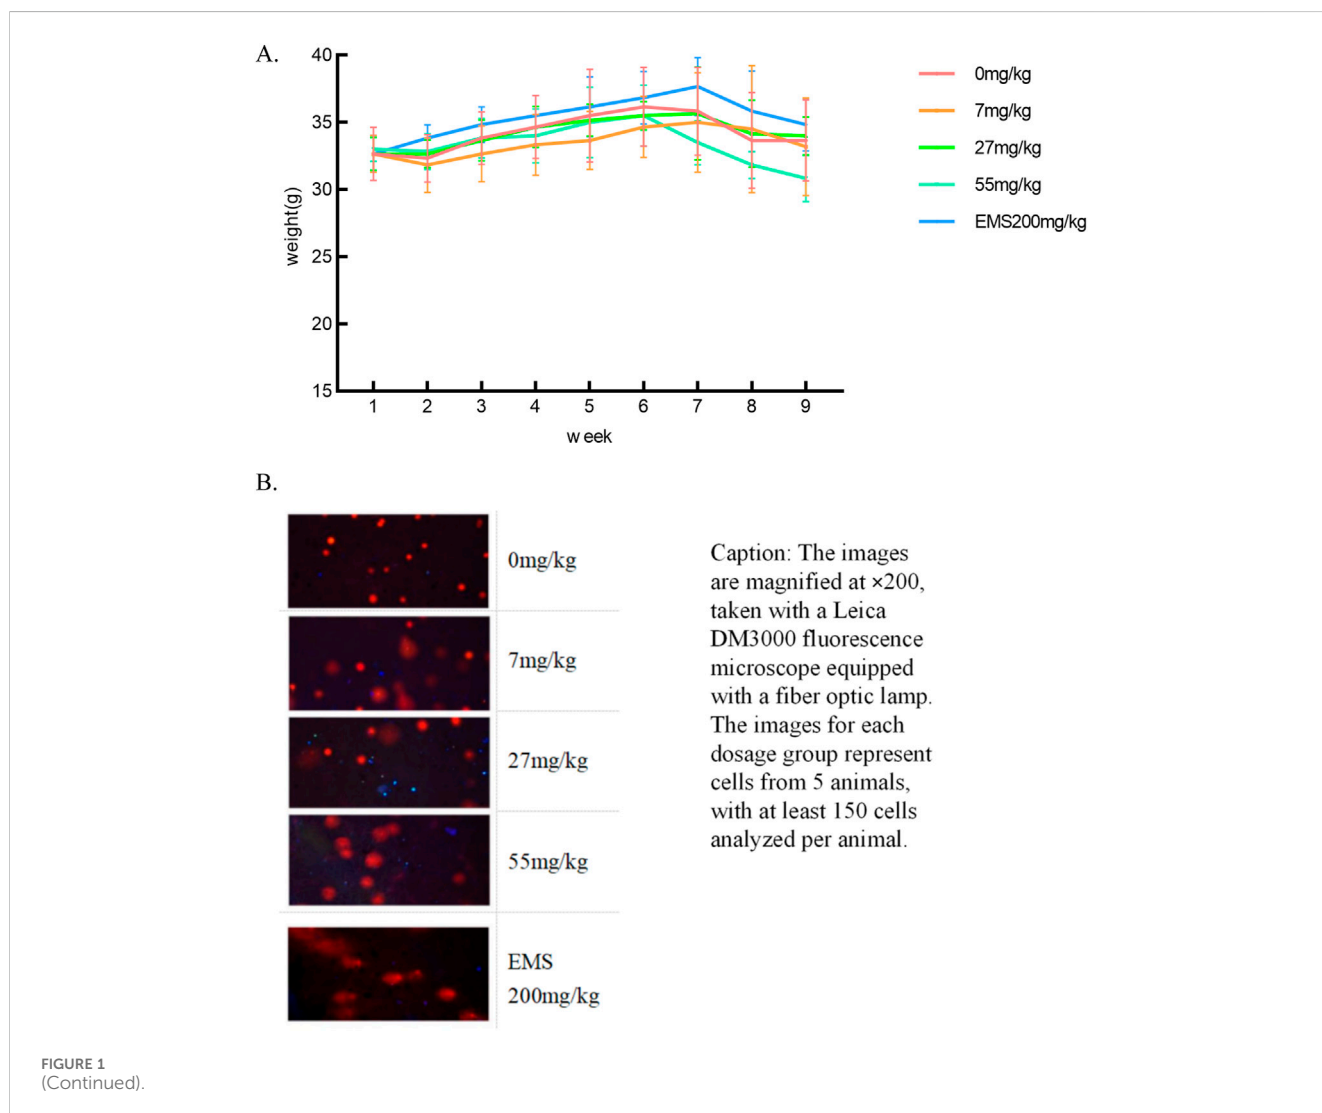 A.
40
35
30
25
20
15
weight(g)
1 2 3 4 5 6 7 8 9
week
0mg/kg
7mg/kg
27mg/kg
55mg/kg
EMS200mg/kg
B.
0mg/kg
7mg/kg
27mg/kg
55mg/kg
EMS
200mg/kg
Caption: The images
are magnified at ×200,
taken with a Leica
DM3000 fluorescence
microscope equipped
with a fiber optic lamp.
The images for each
dosage group represent
cells from 5 animals,
with at least 150 cells
analyzed per animal.
FIGURE 1
(Continued).